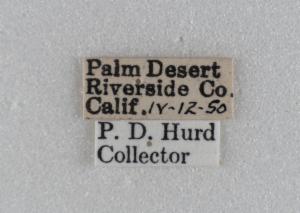 Palm Desert
Riverside Co.
Calif. IV-12-50
P. D. Hurd
Collector